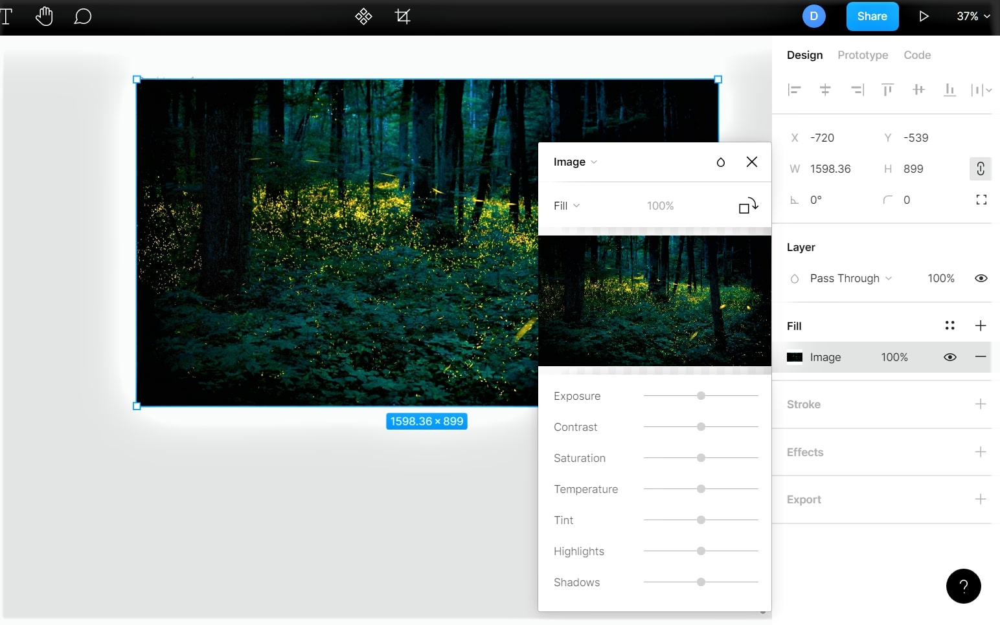 T
D
Share
37%
Design Prototype Code
X -720 Y -539
W 1598.36 H 899
0° 0
Layer
Pass Through 100%
Fill
Image 100%
Stroke
Effects
Export
Image
Fill 100%
Exposure
Contrast
Saturation
Temperature
Tint
Highlights
Shadows
1598.36 × 899
?